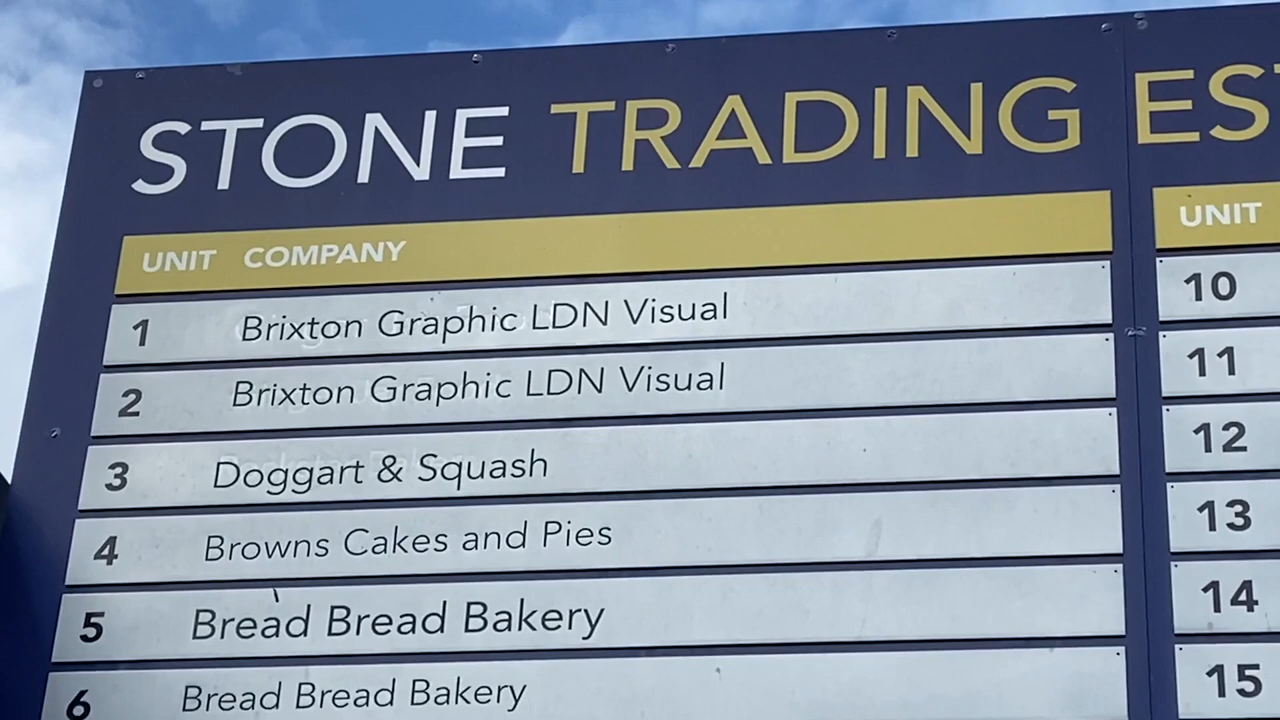 STONE TRADING EST
UNIT COMPANY
1 Brixton Graphic LDN Visual
2 Brixton Graphic LDN Visual
3 Doggart & Squash
4 Browns Cakes and Pies
5 Bread Bread Bakery
6 Bread Bread Bakery
UNIT
10
11
12
13
14
15